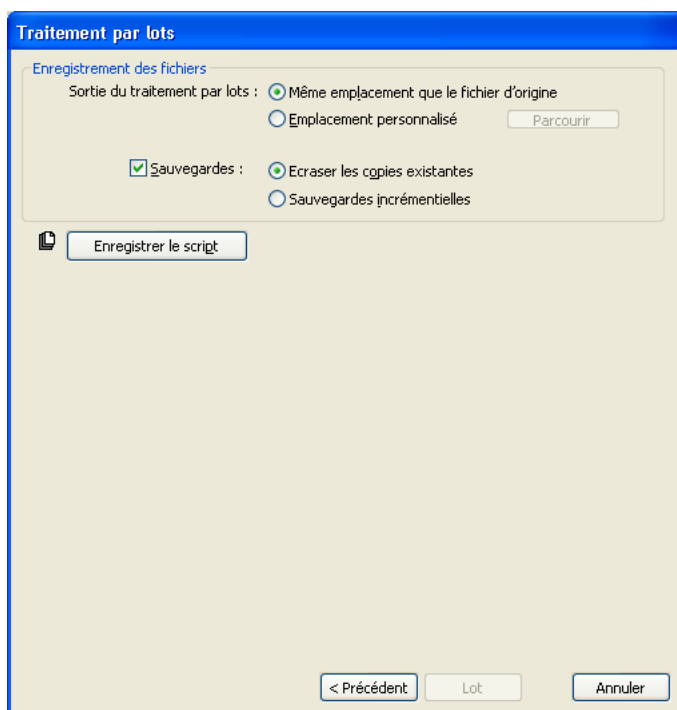 Traitement par lots
Enregistrement des fichiers
Sortie du traitement par lots : Même emplacement que le fichier d'origine
Emplacement personnalisé Parcourir
Sauvegardes : Ecraser les copies existantes
Sauvegardes incrémentielles
Enregistrer le script
< Précédent Lot Annuler